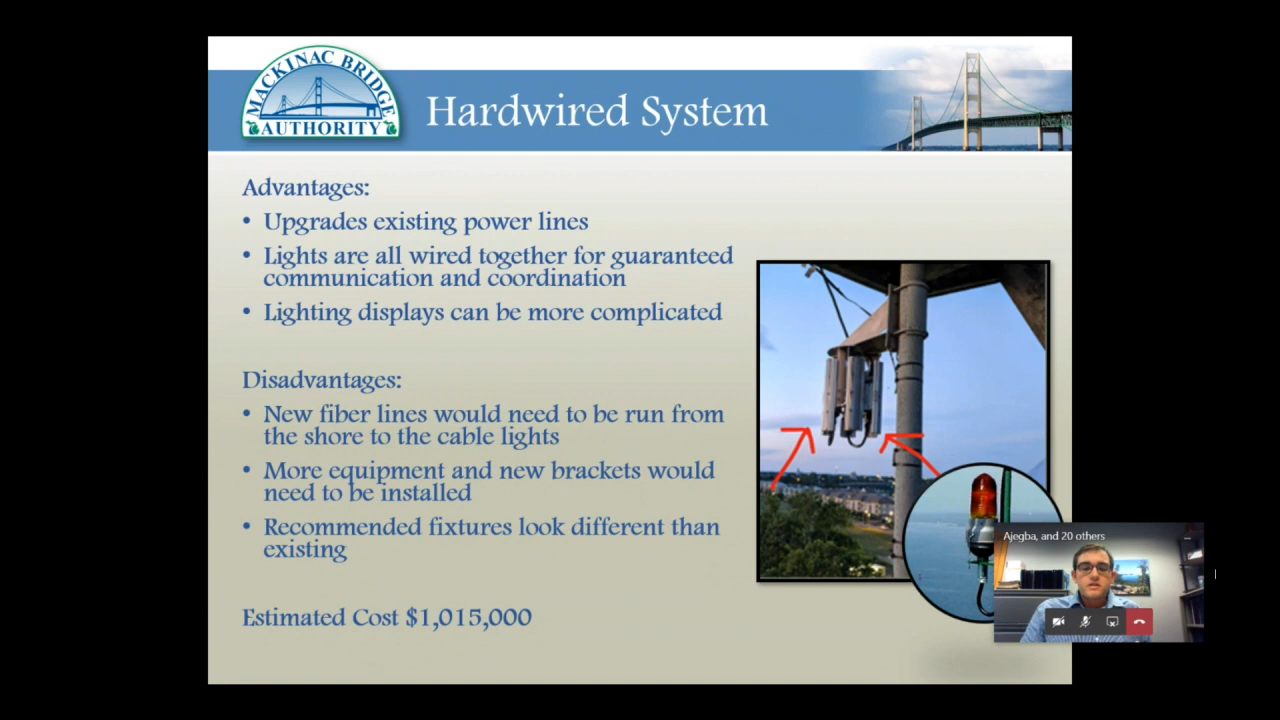 MACKINAC BRIDGE
AUTHORITY
Hardwired System
Advantages:
• Upgrades existing power lines
• Lights are all wired together for guaranteed
communication and coordination
• Lighting displays can be more complicated
Disadvantages:
• New fiber lines would need to be run from
the shore to the cable lights
• More equipment and new brackets would
need to be installed
• Recommended fixtures look different than
existing
Estimated Cost $1,015,000
Ajegba, and 20 others